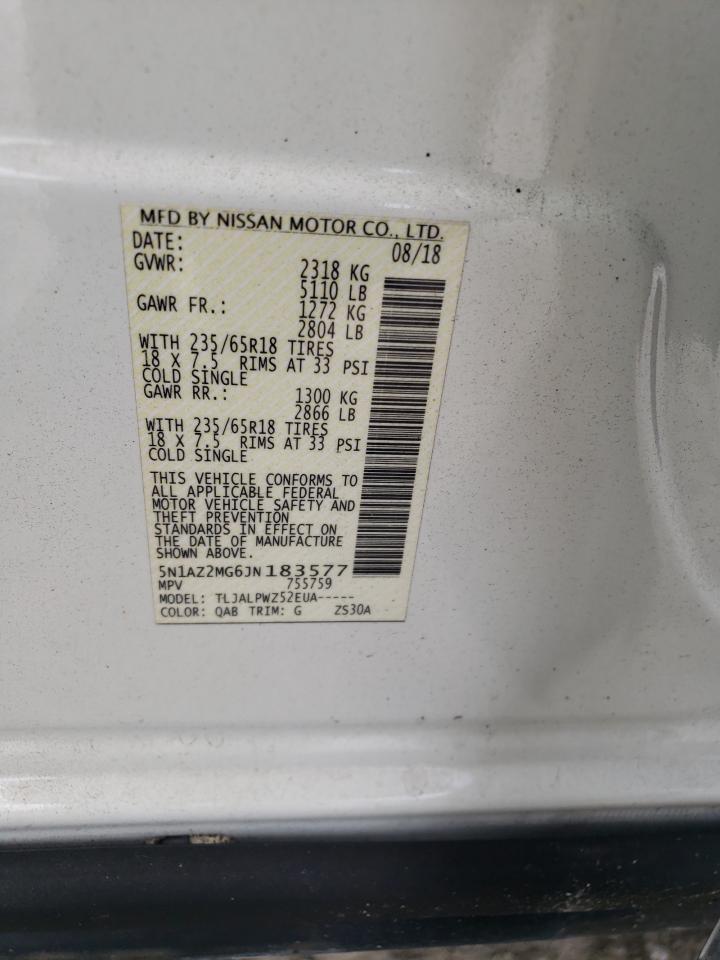 MFD BY NISSAN MOTOR CO., LTD.
DATE: 08/18
GVWR: 2318 KG
5110 LB
GAWR FR.: 1272 KG
2804 LB
WITH 235/65R18 TIRES
18 X 7.5 RIMS AT 33 PSI
COLD SINGLE
GAWR RR.: 1300 KG
2866 LB
WITH 235/65R18 TIRES
18 X 7.5 RIMS AT 33 PSI
COLD SINGLE
THIS VEHICLE CONFORMS TO
ALL APPLICABLE FEDERAL
MOTOR VEHICLE SAFETY AND
THEFT PREVENTION
STANDARDS IN EFFECT ON
THE DATE OF MANUFACTURE
SHOWN ABOVE.
5N1AZ2MG6JN183577
MPV 755759
MODEL: TLJALPWZ52EUA-----
COLOR: QAB TRIM: G ZS30A